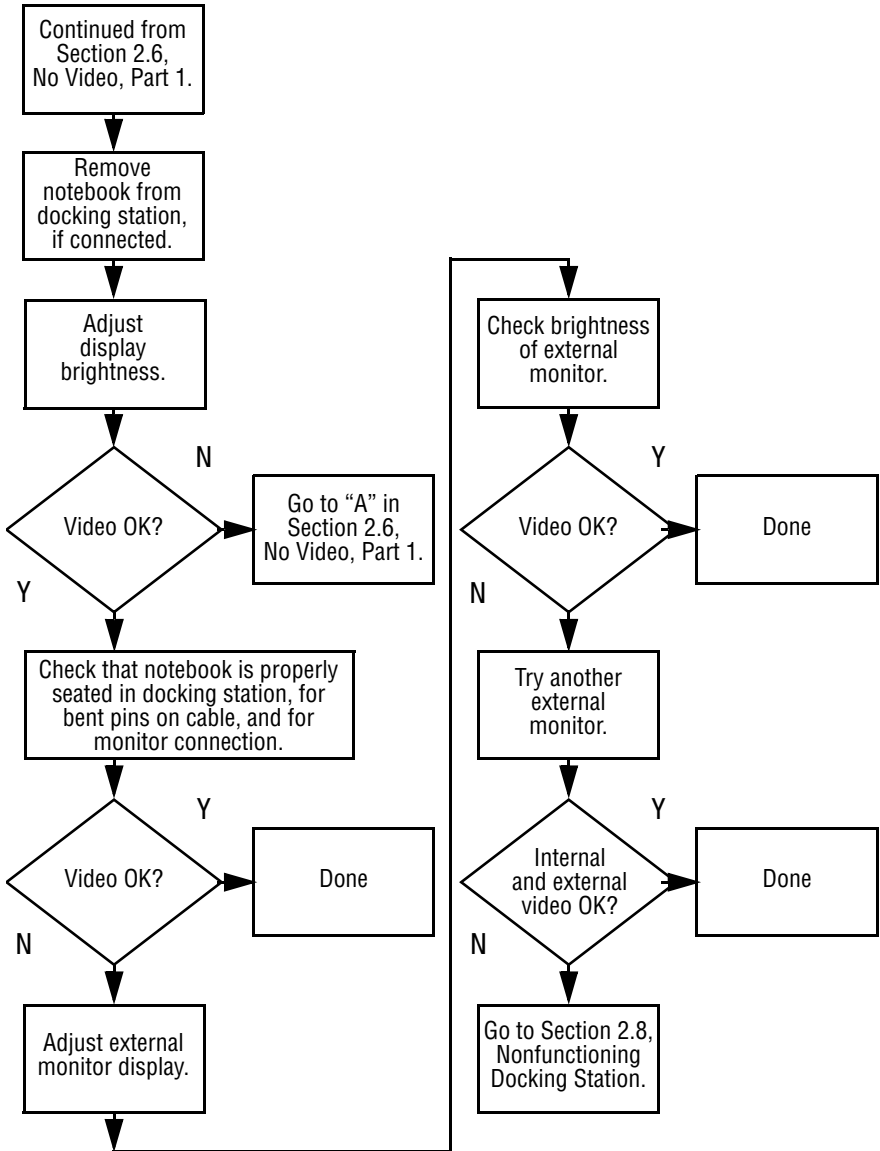 Continued from
Section 2.6,
No Video, Part 1.
Remove
notebook from
docking station,
if connected.
Adjust
display
brightness.
Video OK?
N
Go to “A” in
Section 2.6,
No Video, Part 1.
Y
Check that notebook is properly
seated in docking station, for
bent pins on cable, and for
monitor connection.
Video OK?
Y
Done
N
Adjust external
monitor display.
Check brightness
of external
monitor.
Video OK?
Y
Done
N
Try another
external
monitor.
Internal
and external
video OK?
Y
Done
N
Go to Section 2.8,
Nonfunctioning
Docking Station.